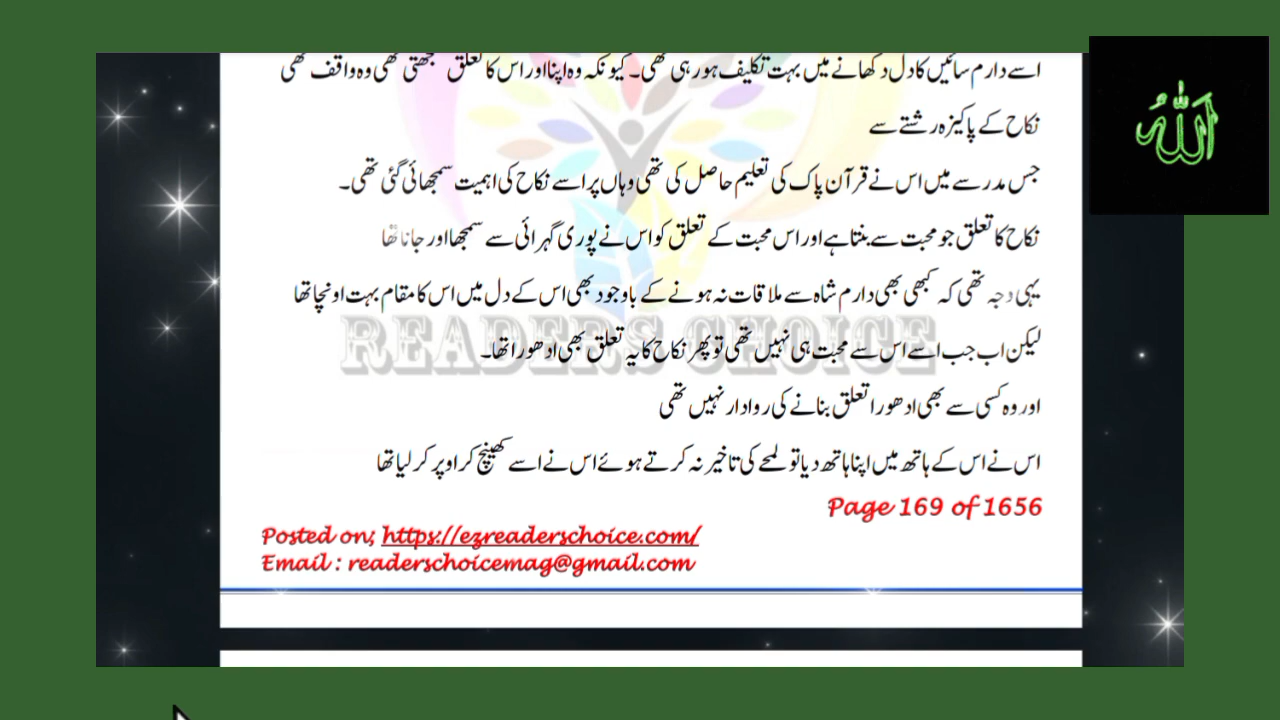 اسے دارم سائیں کا دل دکھانے میں بہت تکلیف ہو رہی تھی۔ کیونکہ وہ اپنا اور اس کا تعلق سمجھتی تھی وہ واقف تھی
نکاح کے پاکیزہ رشتے سے
جس مدرسے میں اس نے قرآن پاک کی تعلیم حاصل کی تھی وہاں پر اسے نکاح کی اہمیت سمجھائی گئی تھی۔
نکاح کا تعلق جو محبت سے بنتا ہے اور اس محبت کے تعلق کو اس نے پوری گہرائی سے سمجھا اور جانا تھا
یہی وجہ تھی کہ کبھی بھی دارم شاہ سے ملاقات نہ ہونے کے باوجود بھی اس کے دل میں اس کا مقام بہت اونچا تھا
لیکن اب جب اسے اس سے محبت ہی نہیں تھی تو پھر نکاح کا یہ تعلق بھی ادھورا تھا۔
اور وہ کسی سے بھی ادھورا تعلق بنانے کی روادار نہیں تھی
اس نے اس کے ہاتھ میں اپنا ہاتھ دیا تو لمحے کی تاخیر نہ کرتے ہوئے اس نے اسے کھینچ کر اوپر کر لیا تھا
READERS CHOICE
Page 169 of 1656
Posted on; https://ezreaderschoice.com/
Email : readerschoicemag@gmail.com
اللّٰهُ